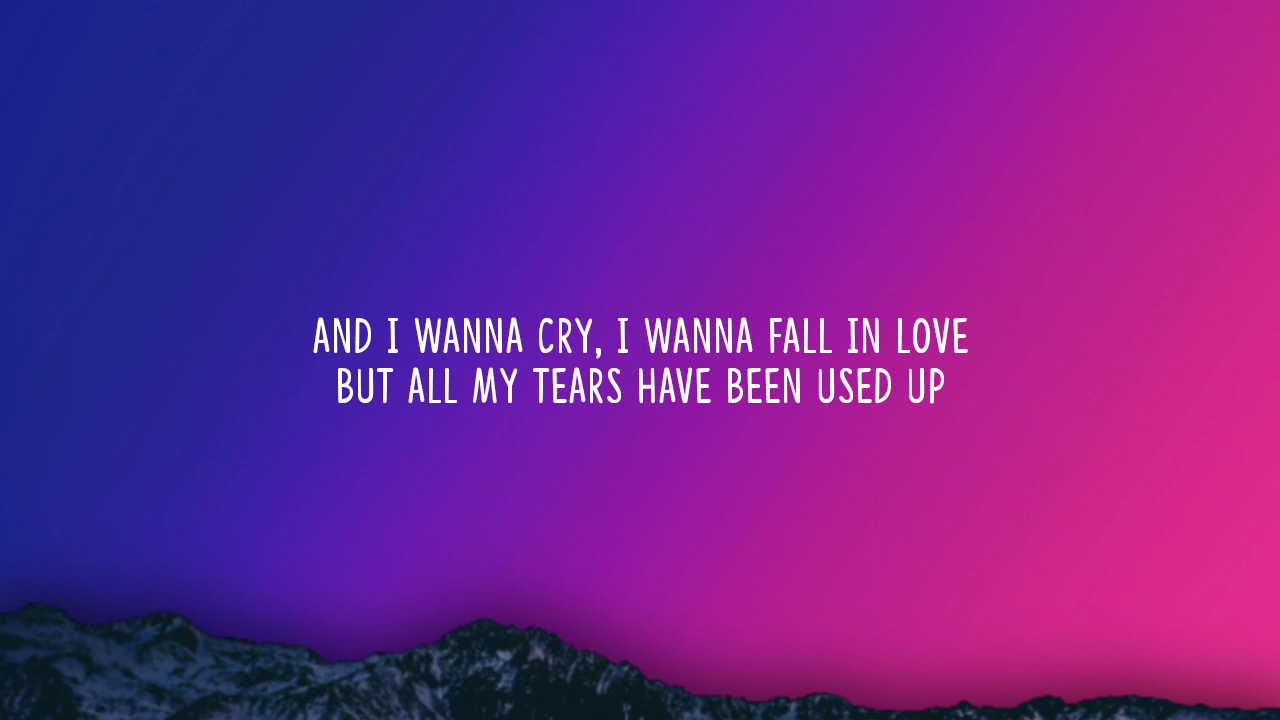 AND I WANNA CRY, I WANNA FALL IN LOVE
BUT ALL MY TEARS HAVE BEEN USED UP